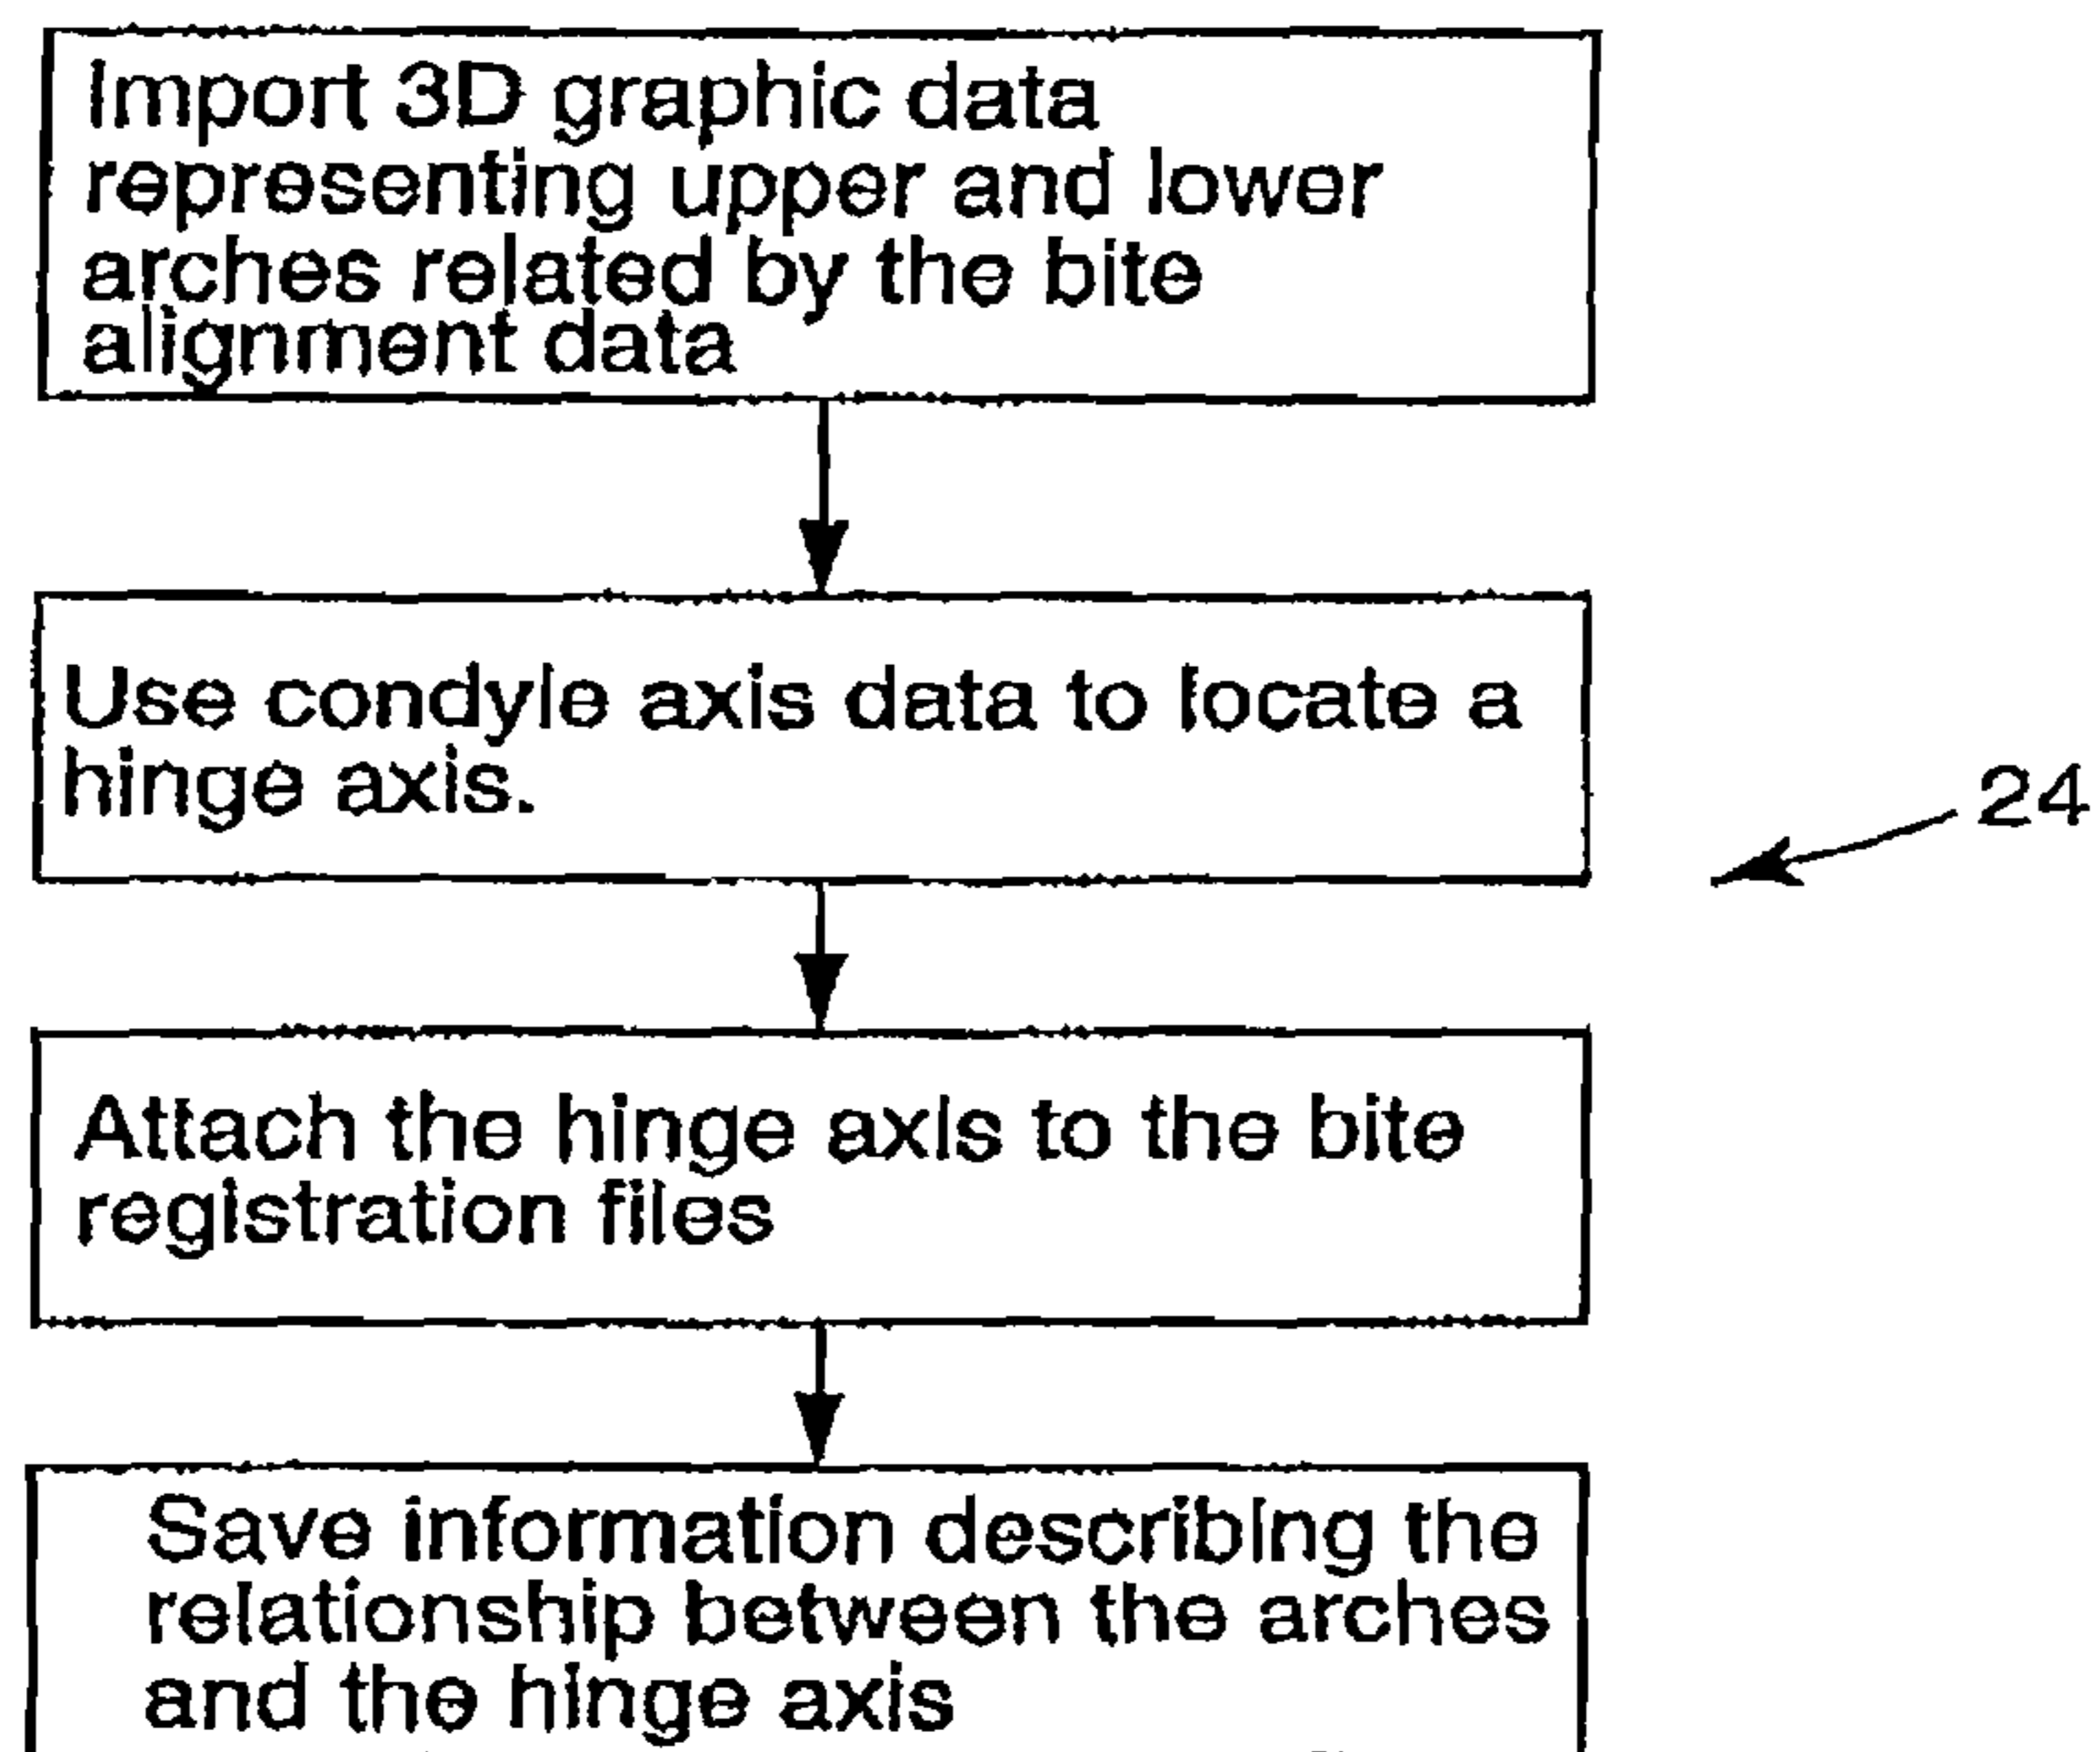 Import 3D graphic data
representing upper and lower
arches related by the bite
alignment data
Use condyle axis data to locate a
hinge axis.
24
Attach the hinge axis to the bite
registration files
Save information describing the
relationship between the arches
and the hinge axis